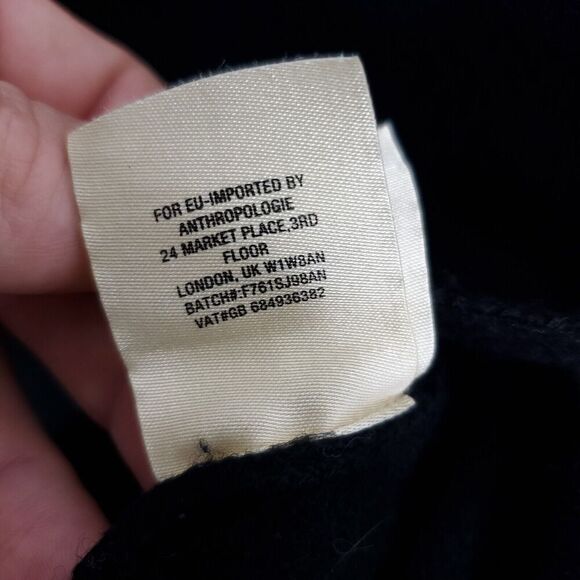 FOR EU-IMPORTED BY
ANTHROPOLOGIE
24 MARKET PLACE,3RD
FLOOR
LONDON, UK W1W8AN
BATCH#:F761SJ98AN
VAT#GB 684936382